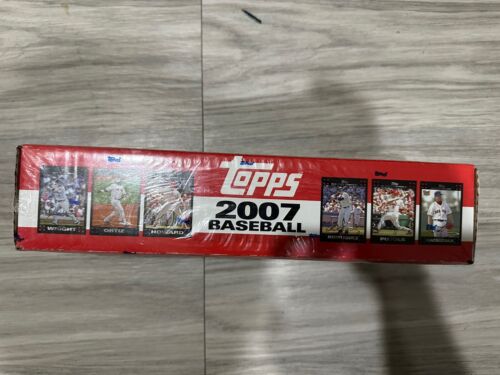 Topps
2007
BASEBALL
WRIGHT
ORTIZ
HOWARD
PUJOLS